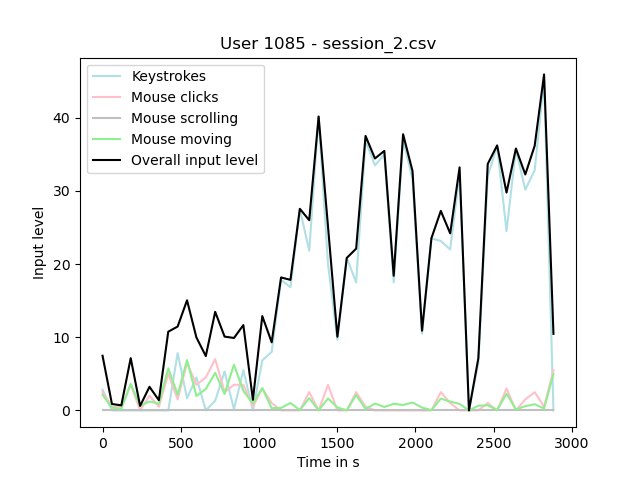 User 1085 - session_2.csv
Keystrokes
Mouse clicks
Mouse scrolling
Mouse moving
Overall input level
Input level
40
30
20
10
0
0 500 1000 1500 2000 2500 3000
Time in s